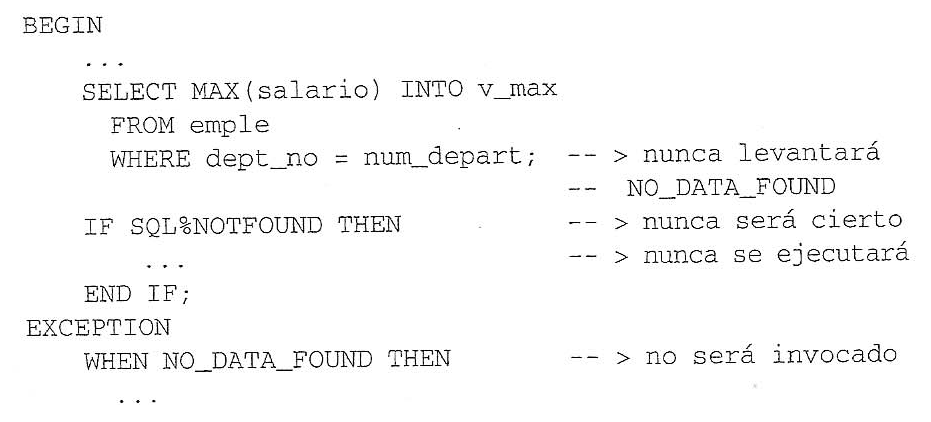 BEGIN
...
SELECT MAX(salario) INTO v_max
FROM emple
WHERE dept_no = num_depart; -- > nunca levantará
-- NO_DATA_FOUND
IF SQL%NOTFOUND THEN -- > nunca será cierto
... -- > nunca se ejecutará
END IF;
EXCEPTION
WHEN NO_DATA_FOUND THEN -- > no será invocado
...